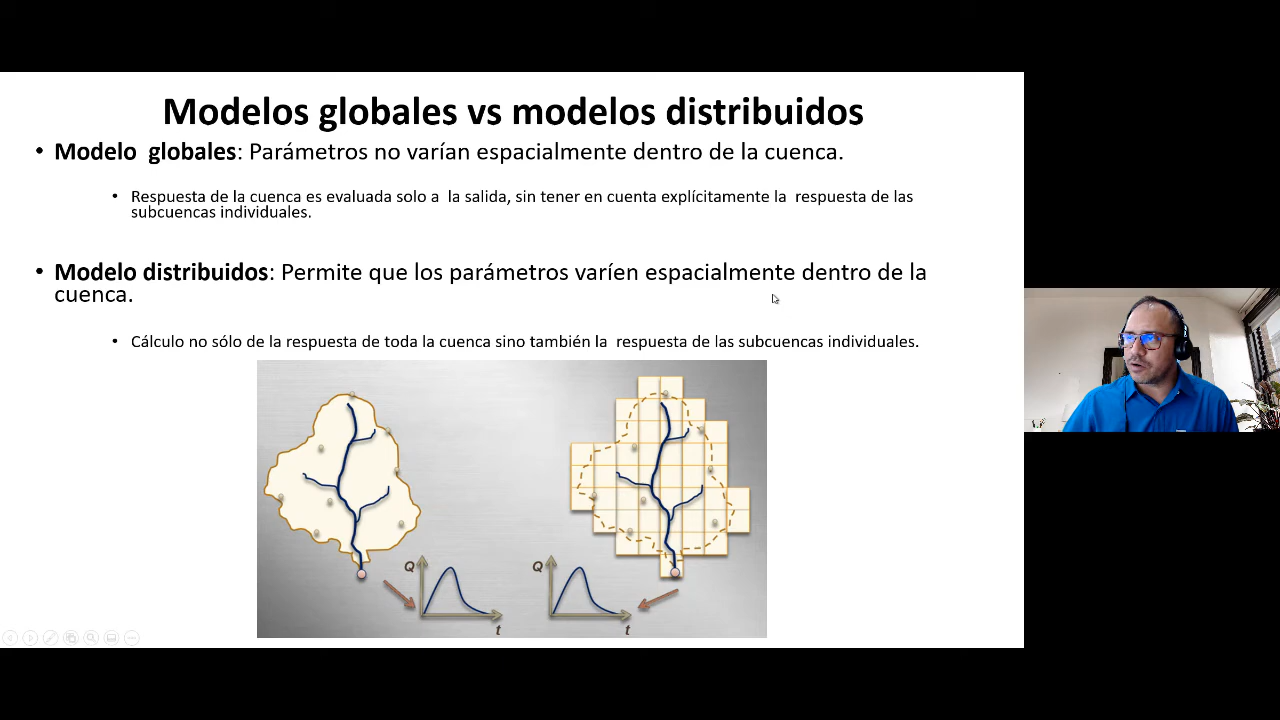 Modelos globales vs modelos distribuidos
• Modelo  globales: Parámetros no varían espacialmente dentro de la cuenca.
• Respuesta de la cuenca es evaluada solo a  la salida, sin tener en cuenta explícitamente la  respuesta de las
subcuencas individuales.
• Modelo distribuidos: Permite que los parámetros varíen espacialmente dentro de la
cuenca.
• Cálculo no sólo de la respuesta de toda la cuenca sino también la  respuesta de las subcuencas individuales.
Q
t
Q
t